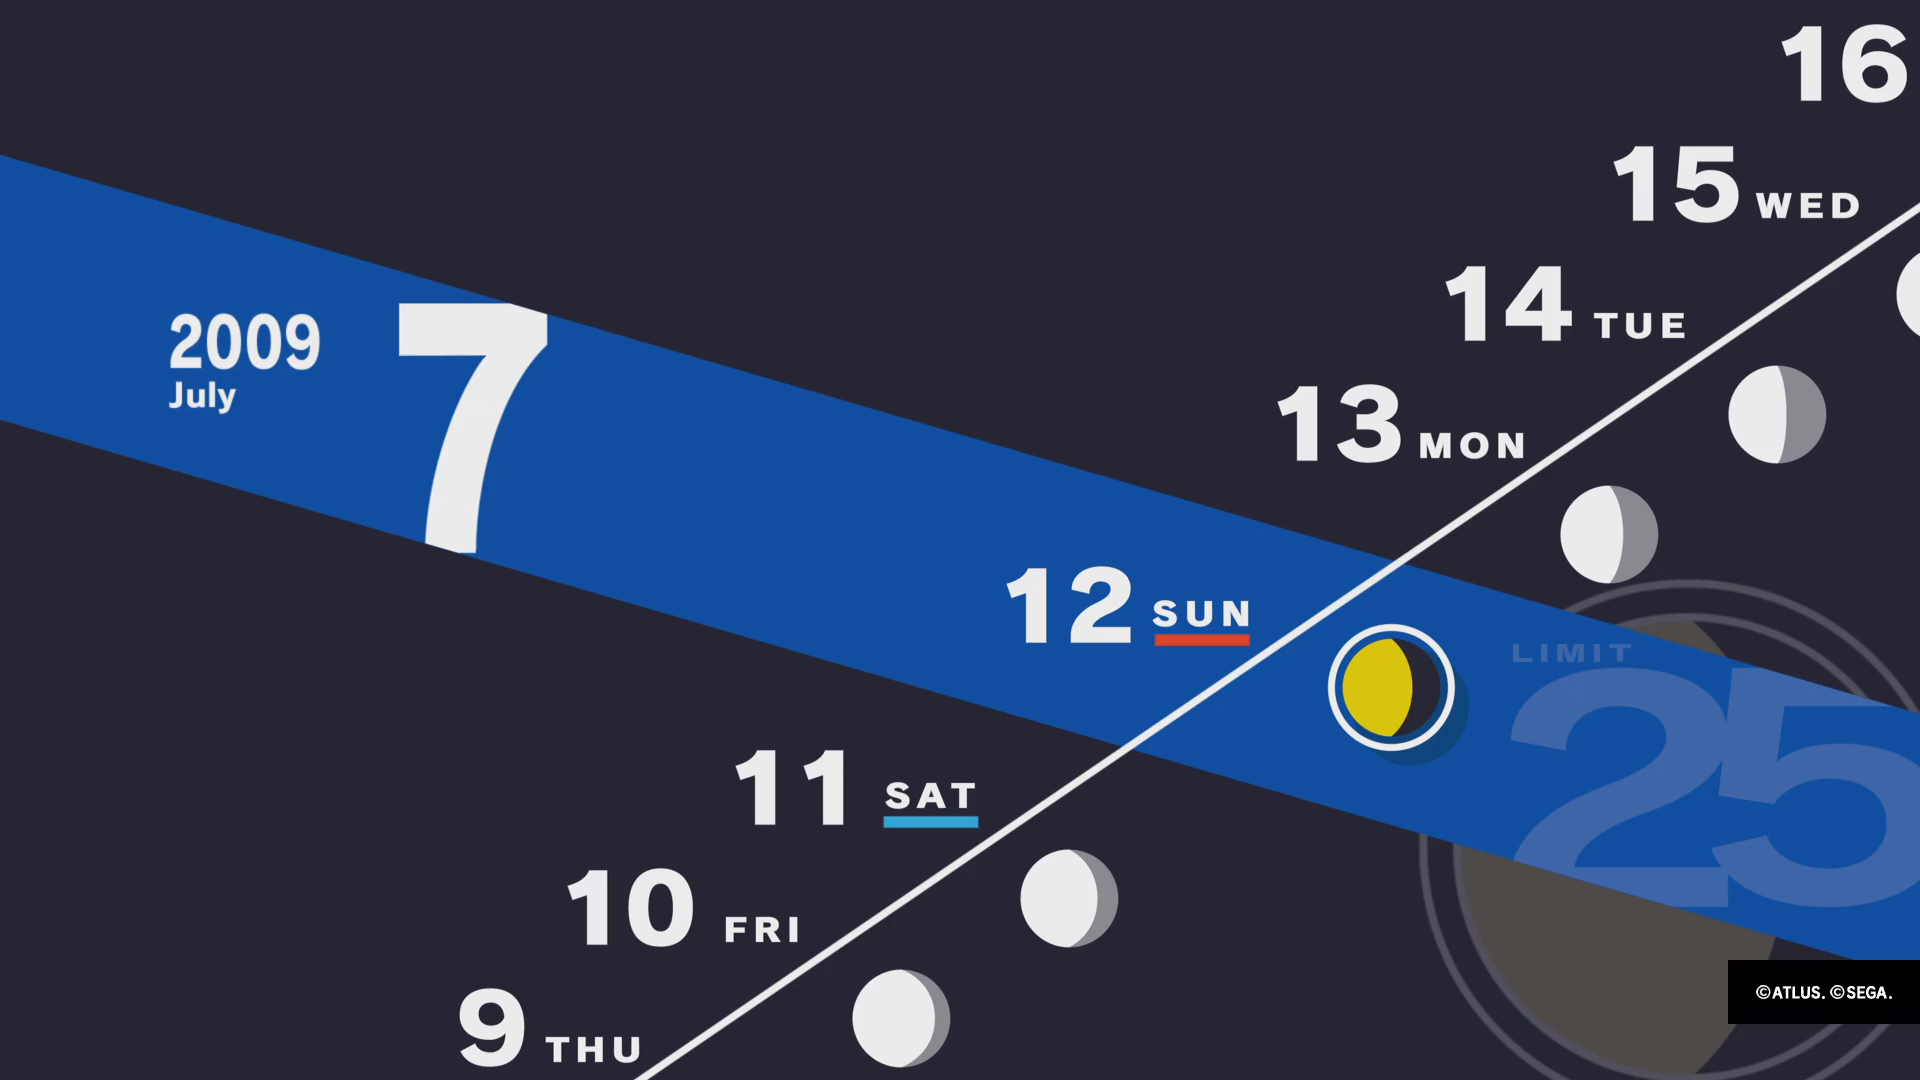 16
15 WED
14 TUE
2009
July
7
13 MON
12 SUN
LIMIT
25
11 SAT
10 FRI
9 THU
©ATLUS. ©SEGA.